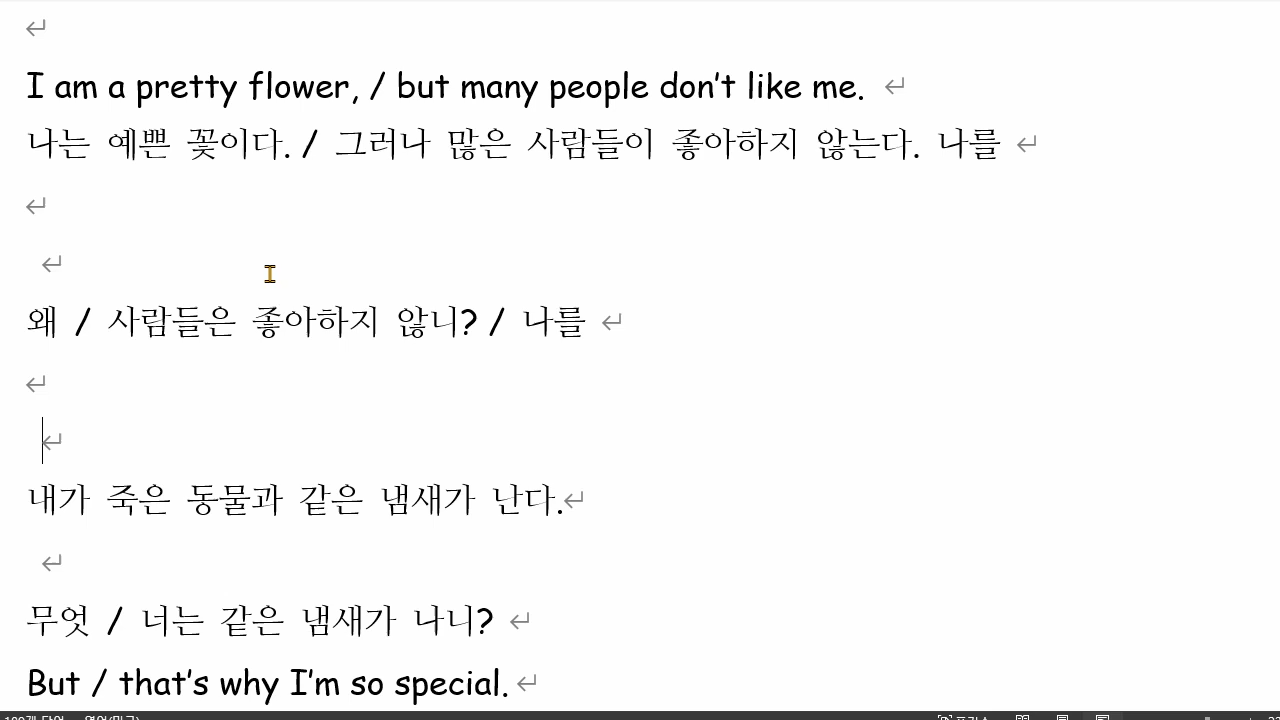 I am a pretty flower, / but many people don't like me.
나는 예쁜 꽃이다. / 그러나 많은 사람들이 좋아하지 않는다. 나를
왜 / 사람들은 좋아하지 않니? / 나를
내가 죽은 동물과 같은 냄새가 난다.
무엇 / 너는 같은 냄새가 나니?
But / that's why I'm so special.